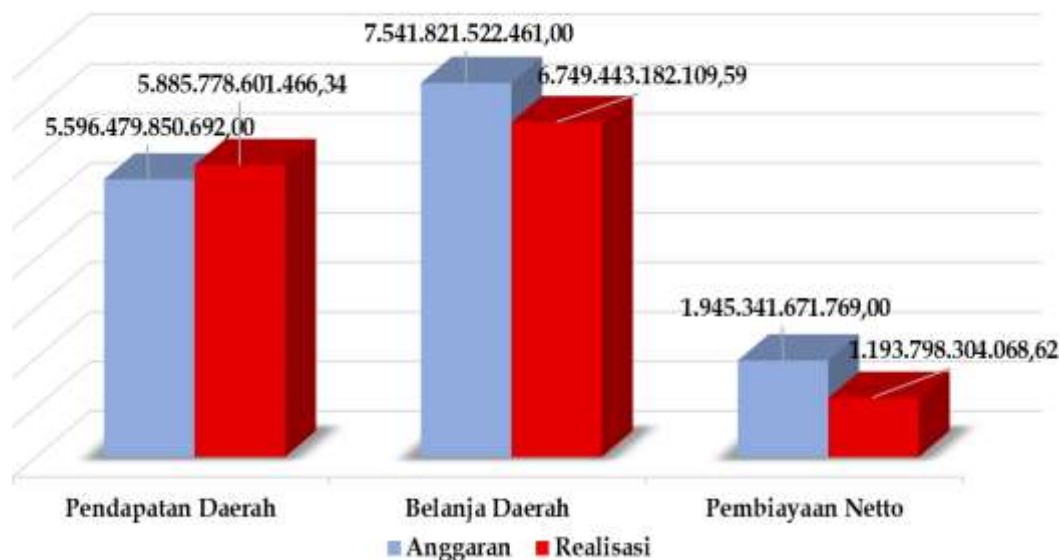 7.541.821.522.461,00
6.749.443.182.109,59
5.885.778.601.466,34
5.596.479.850.692,00
1.945.341.671.769,00
1.193.798.304.068,62
Pendapatan Daerah
Belanja Daerah
Pembiayaan Netto
Anggaran
Realisasi